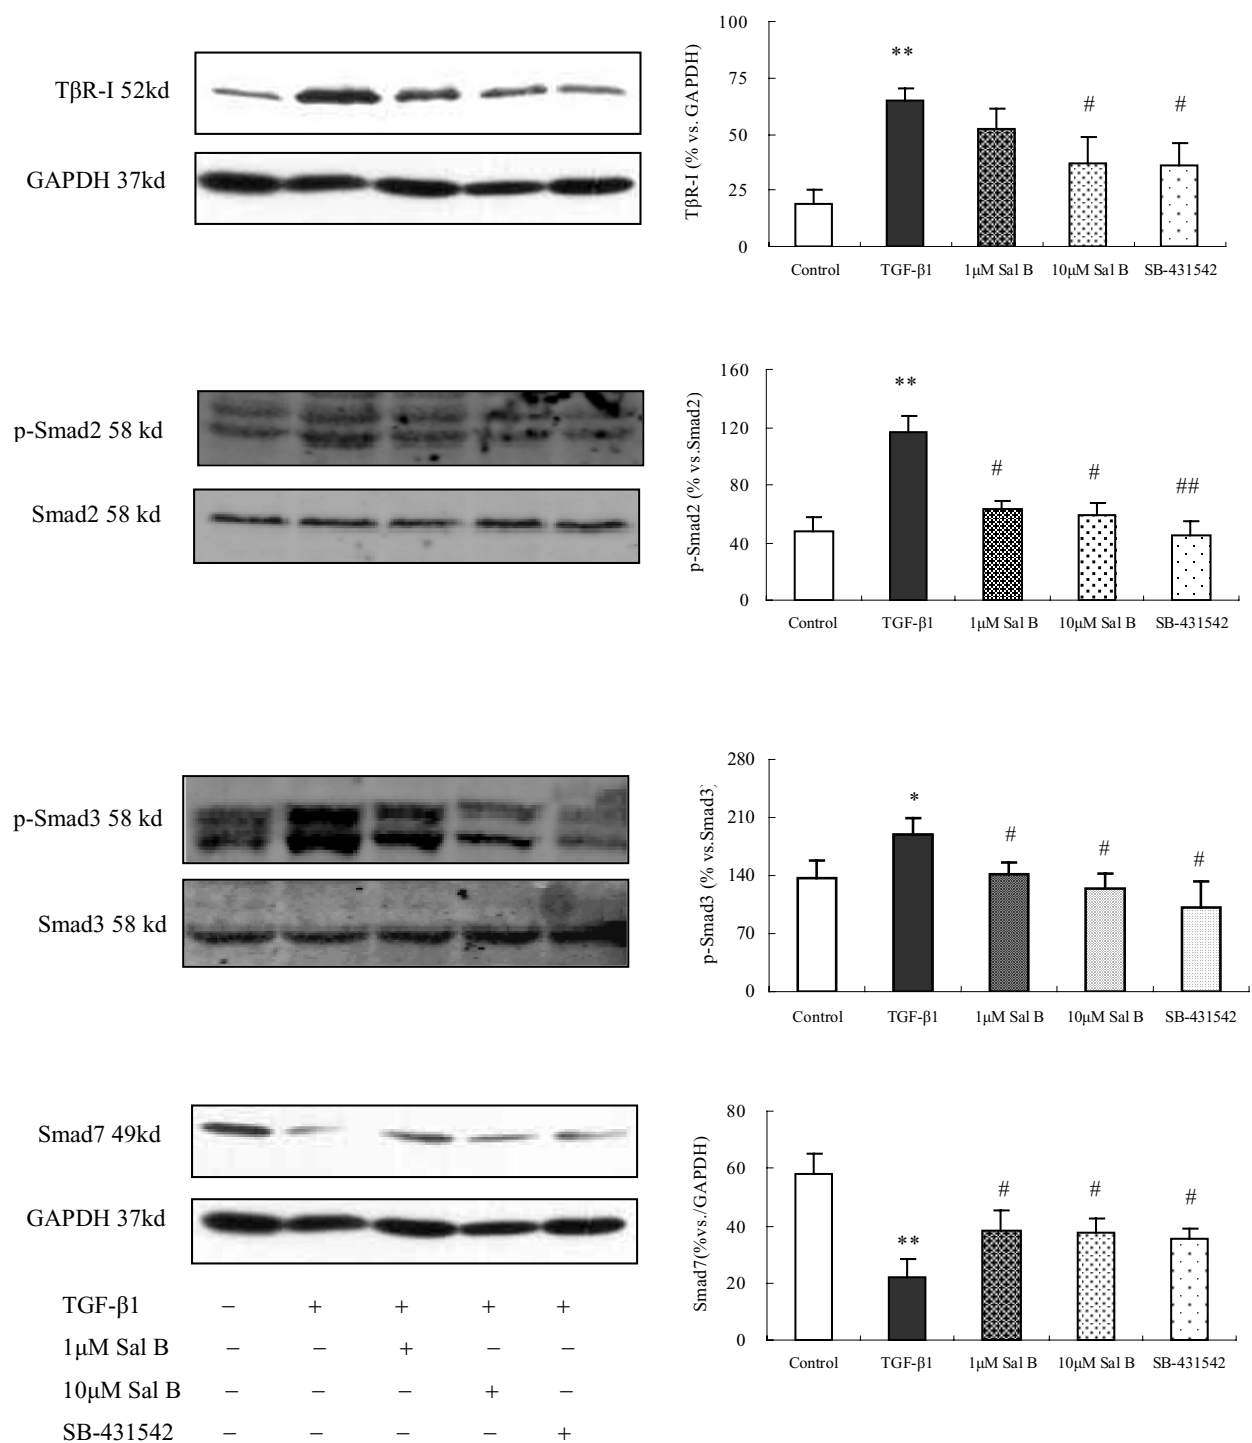 TβR-I 52kd
GAPDH 37kd
100
75
50
25
0
TβR-I (% vs. GAPDH)
**
#
#
Control TGF-β1 1μM Sal B 10μM Sal B SB-431542
p-Smad2 58 kd
Smad2 58 kd
160
120
80
40
0
p-Smad2 (% vs.Smad2)
**
#
#
##
Control TGF-β1 1μM Sal B 10μM Sal B SB-431542
p-Smad3 58 kd
Smad3 58 kd
280
210
140
70
0
p-Smad3 (% vs.Smad3)
*
#
#
#
Control TGF-β1 1μM Sal B 10μM Sal B SB-431542
Smad7 49kd
GAPDH 37kd
80
60
40
20
0
Smad7(%vs./GAPDH)
**
#
#
#
Control TGF-β1 1μM Sal B 10μM Sal B SB-431542
TGF-β1 − + + + +
1μM Sal B − − + − −
10μM Sal B − − − + −
SB-431542 − − − − +